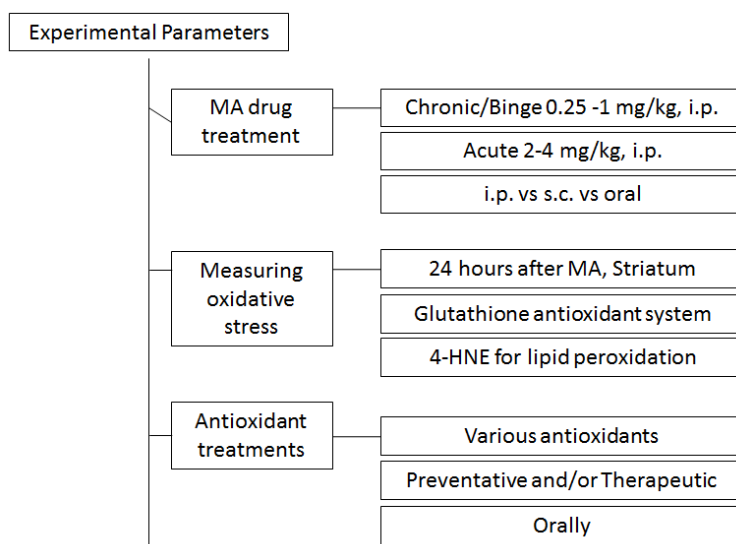 Experimental Parameters
MA drug
treatment
Chronic/Binge 0.25 -1 mg/kg, i.p.
Acute 2-4 mg/kg, i.p.
i.p. vs s.c. vs oral
Measuring
oxidative
stress
24 hours after MA, Striatum
Glutathione antioxidant system
4-HNE for lipid peroxidation
Antioxidant
treatments
Various antioxidants
Preventative and/or Therapeutic
Orally